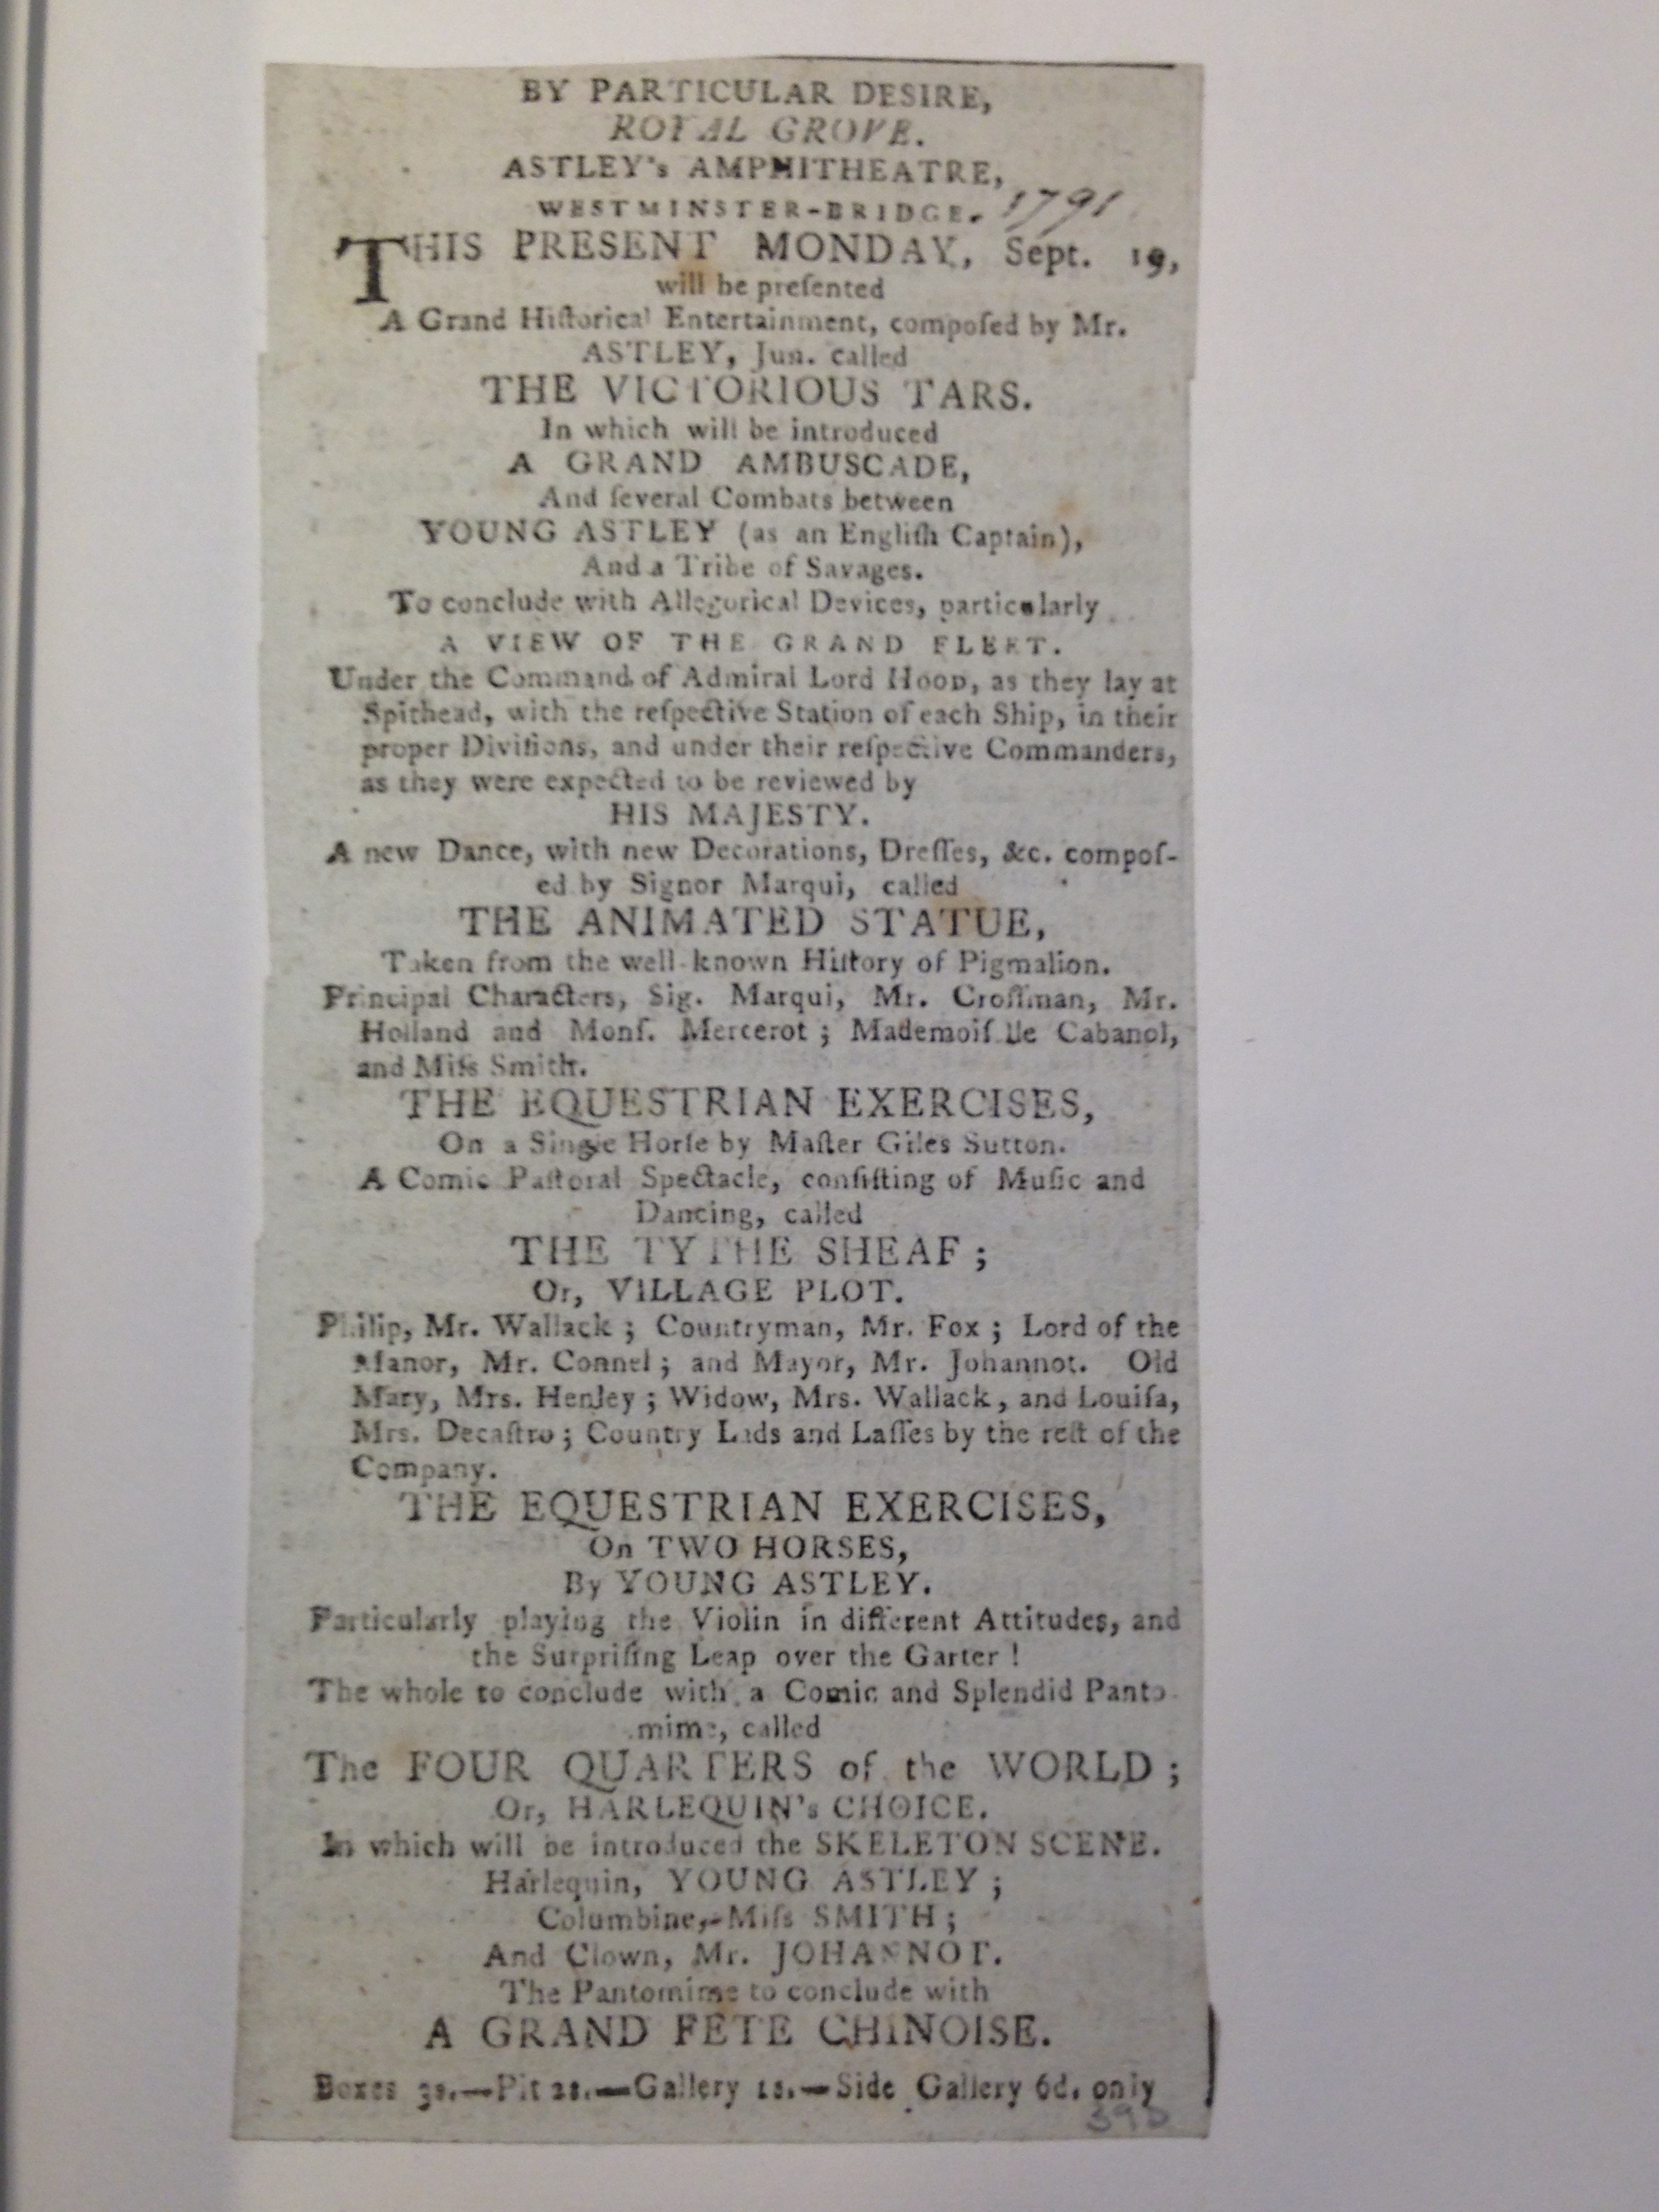 BY PARTICULAR DESIRE,
ROYAL GROVE.
ASTLEY's AMPHITHEATRE,
WESTMINSTER-BRIDGE. 1791
THIS PRESENT MONDAY, Sept. 19,
will be preſented
A Grand Hiſtorical Entertainment, compoſed by Mr.
ASTLEY, Jun. called
THE VICTORIOUS TARS.
In which will be introduced
A GRAND AMBUSCADE,
And ſeveral Combats between
YOUNG ASTLEY (as an Engliſh Captain),
And a Tribe of Savages.
To conclude with Allegorical Devices, particularly
A VIEW OF THE GRAND FLEET.
Under the Command of Admiral Lord HOOD, as they lay at
Spithead, with the reſpective Station of each Ship, in their
proper Diviſions, and under their reſpective Commanders,
as they were expected to be reviewed by
HIS MAJESTY.
A new Dance, with new Decorations, Dreſſes, &c. compoſ-
ed by Signor Marqui, called
THE ANIMATED STATUE,
Taken from the well-known Hiſtory of Pigmalion.
Principal Characters, Sig. Marqui, Mr. Croſſman, Mr.
Holland and Monſ. Mercerot; Mademoiſelle Cabanel,
and Miſs Smith.
THE EQUESTRIAN EXERCISES,
On a Single Horſe by Maſter Giles Sutton.
A Comic Paſtoral Spectacle, conſiſting of Muſic and
Dancing, called
THE TYTHE SHEAF;
Or, VILLAGE PLOT.
Philip, Mr. Wallack; Countryman, Mr. Fox; Lord of the
Manor, Mr. Connel; and Mayor, Mr. Johannot. Old
Mary, Mrs. Henley; Widow, Mrs. Wallack, and Louiſa,
Mrs. Decaſtro; Country Lads and Laſſes by the reſt of the
Company.
THE EQUESTRIAN EXERCISES,
On TWO HORSES,
By YOUNG ASTLEY.
Particularly playing the Violin in different Attitudes, and
the Surpriſing Leap over the Garter!
The whole to conclude with a Comic and Splendid Panto-
mime, called
The FOUR QUARTERS of the WORLD;
Or, HARLEQUIN's CHOICE.
In which will be introduced the SKELETON SCENE.
Harlequin, YOUNG ASTLEY;
Columbine, Miſs SMITH;
And Clown, Mr. JOHANNOT.
The Pantomime to conclude with
A GRAND FETE CHINOISE.
Boxes 3s.—Pit 2s.—Gallery 1s.—Side Gallery 6d. only